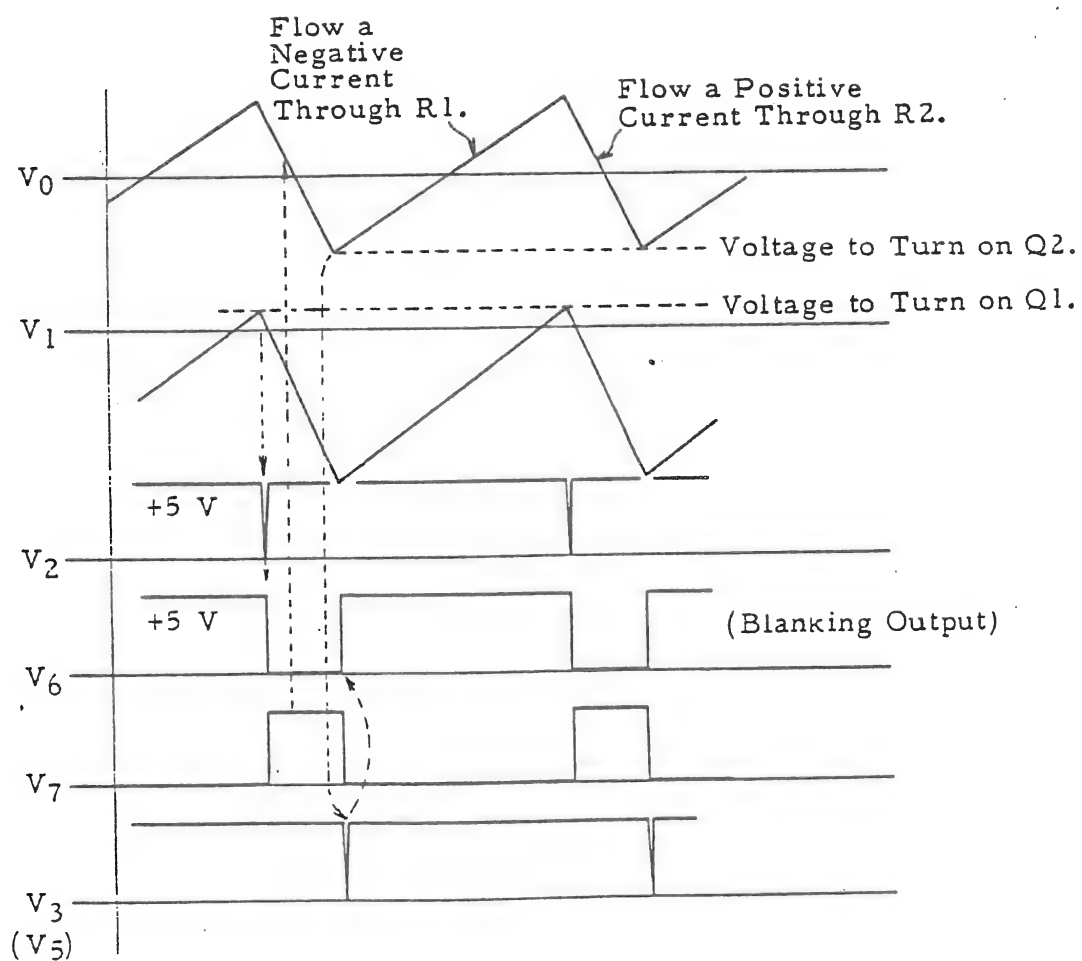 Flow a
Negative
Current
Through R1.
Flow a Positive
Current Through R2.
V0
Voltage to Turn on Q2.
Voltage to Turn on Q1.
V1
+5 V
V2
+5 V
(Blanking Output)
V6
V7
V3
(V5)